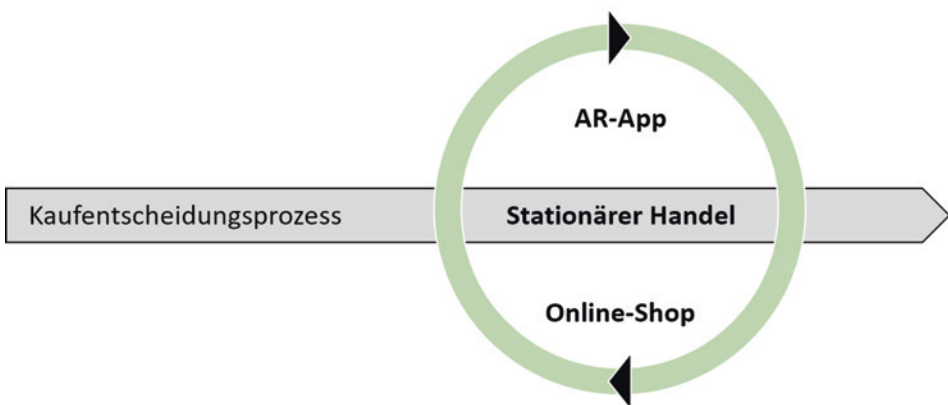 AR-App
Kaufentscheidungsprozess
Stationärer Handel
Online-Shop